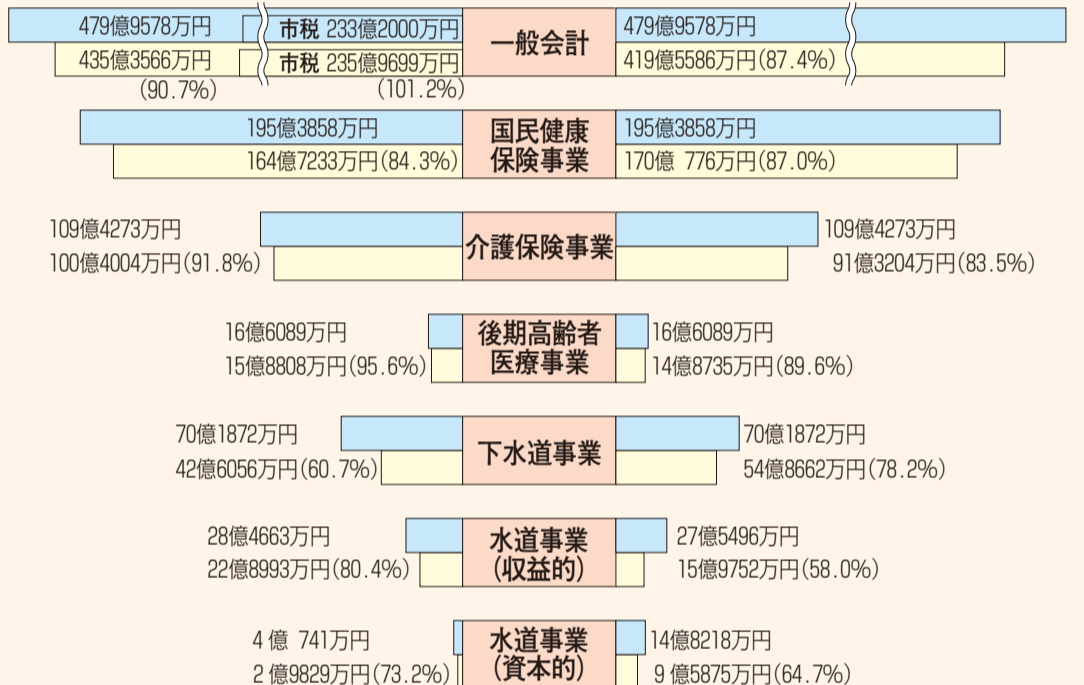 479億9578万円 市税 233億2000万円 一般会計 479億9578万円
435億3566万円 市税 235億9699万円 419億5586万円(87.4%)
(90.7%) (101.2%)
195億3858万円 国民健康 195億3858万円
164億7233万円(84.3%) 保険事業 170億 776万円(87.0%)
109億4273万円 介護保険事業 109億4273万円
100億4004万円(91.8%) 91億3204万円(83.5%)
16億6089万円 後期高齢者 16億6089万円
15億8808万円(95.6%) 医療事業 14億8735万円(89.6%)
70億1872万円 下水道事業 70億1872万円
42億6056万円(60.7%) 54億8662万円(78.2%)
28億4663万円 水道事業 27億5496万円
22億8993万円(80.4%) (収益的) 15億9752万円(58.0%)
4億 741万円 水道事業 14億8218万円
2億9829万円(73.2%) (資本的) 9億5875万円(64.7%)